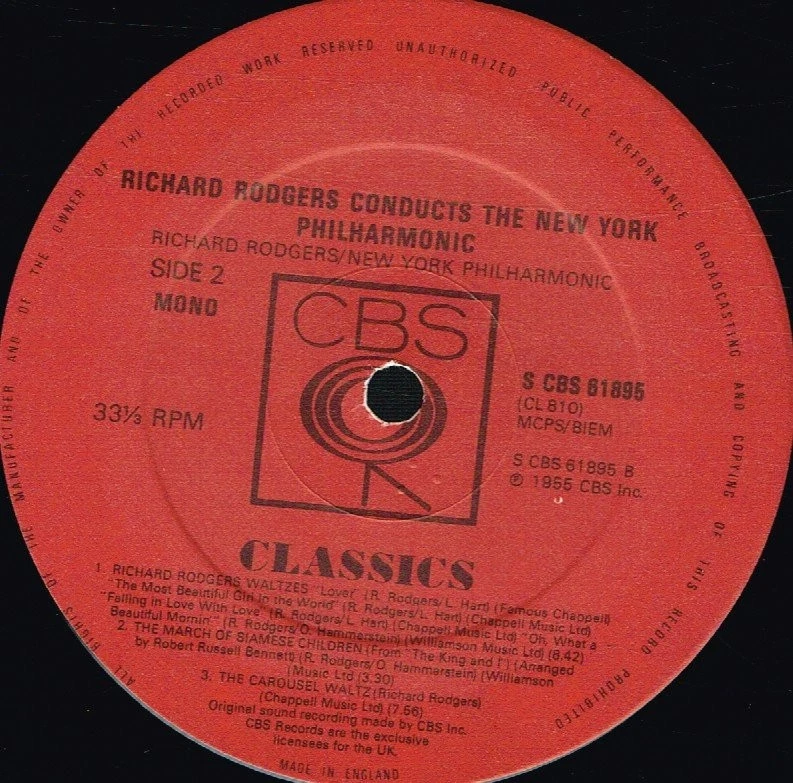 ALL RIGHTS OF THE MANUFACTURER AND OF THE OWNER OF THE RECORDED WORK RESERVED UNAUTHORIZED PUBLIC PERFORMANCE BROADCASTING AND COPYING OF THIS RECORD PROHIBITED
RICHARD RODGERS CONDUCTS THE NEW YORK
PHILHARMONIC
RICHARD RODGERS/NEW YORK PHILHARMONIC
SIDE 2
MONO
CBS
33⅓ RPM
S CBS 61895
(CL 810)
MCPS/BIEM
S CBS 61895 B
℗ 1955 CBS Inc.
CLASSICS
1. RICHARD RODGERS WALTZES "Lover" (R. Rodgers/L. Hart) (Famous Chappell)
"The Most Beautiful Girl in the World" (R. Rodgers/L. Hart) (Chappell Music Ltd)
"Falling in Love With Love" (R. Rodgers/L. Hart) (Chappell Music Ltd) "Oh, What a
Beautiful Mornin'" (R. Rodgers/O. Hammerstein) (Williamson Music Ltd) (8.42)
2. THE MARCH OF SIAMESE CHILDREN (From "The King and I") (Arranged
by Robert Russell Bennett) (R. Rodgers/O. Hammerstein) (Williamson
Music Ltd) (3.30)
3. THE CAROUSEL WALTZ (Richard Rodgers)
(Chappell Music Ltd) (7.56)
Original sound recording made by CBS Inc.
CBS Records are the exclusive
licensees for the UK.
MADE IN ENGLAND